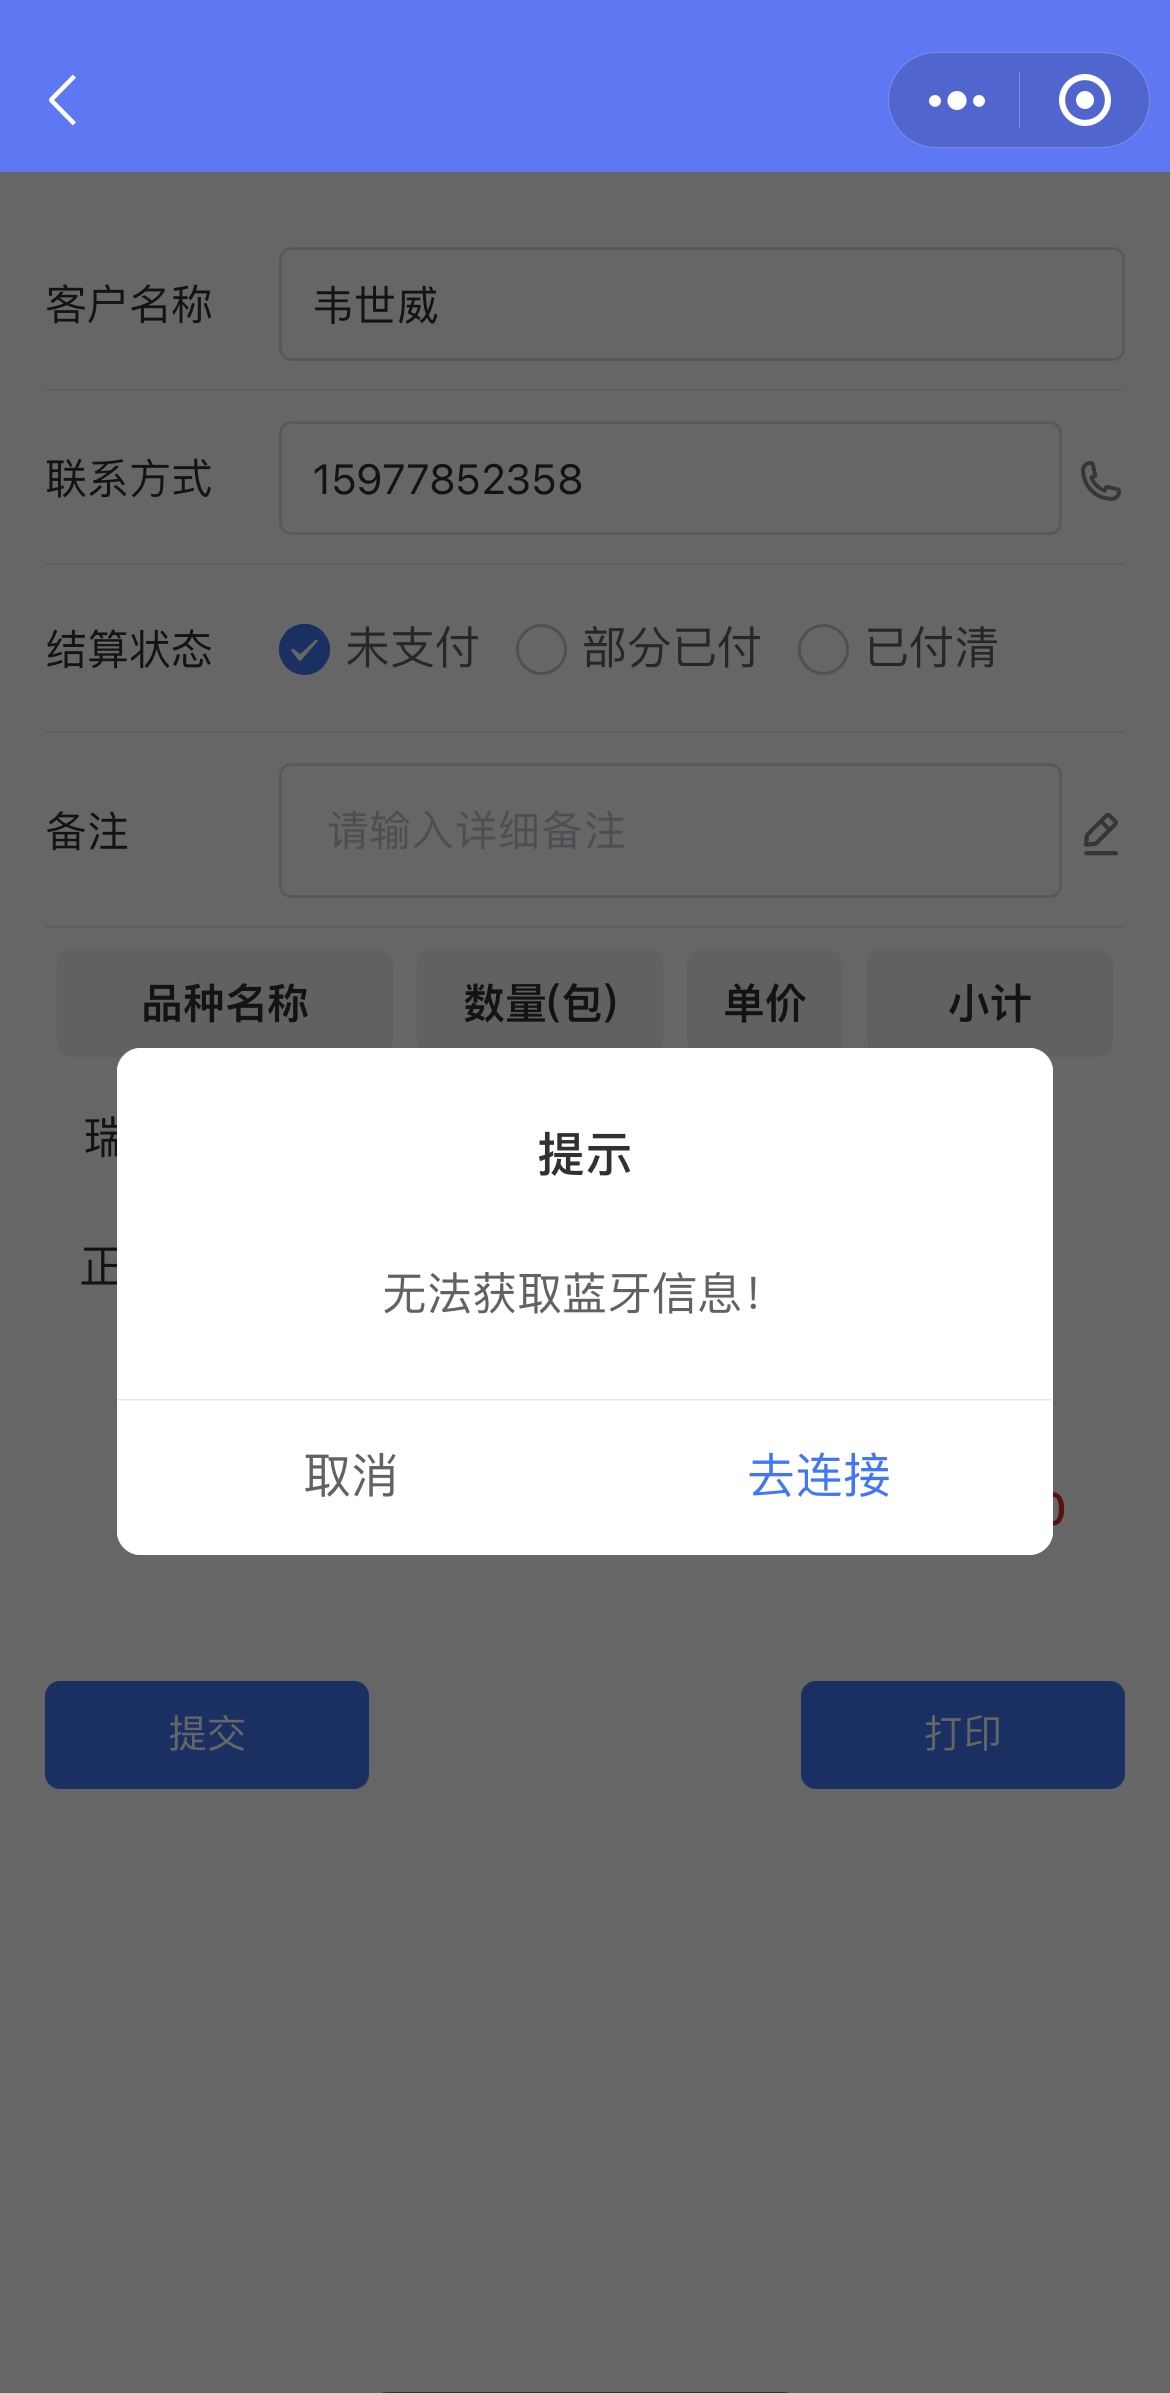 客户名称 韦世威
联系方式 15977852358
结算状态 未支付 部分已付 已付清
备注 请输入详细备注
品种名称 数量(包) 单价 小计
瑞
正
提示
无法获取蓝牙信息！
取消 去连接
0
提交 打印